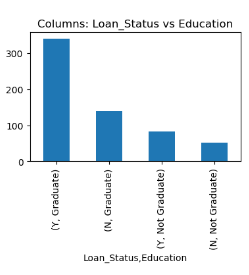 Columns: Loan_Status vs Education
300
200
100
0
(Y, Graduate)
(N, Graduate)
(Y, Not Graduate)
(N, Not Graduate)
Loan_Status,Education